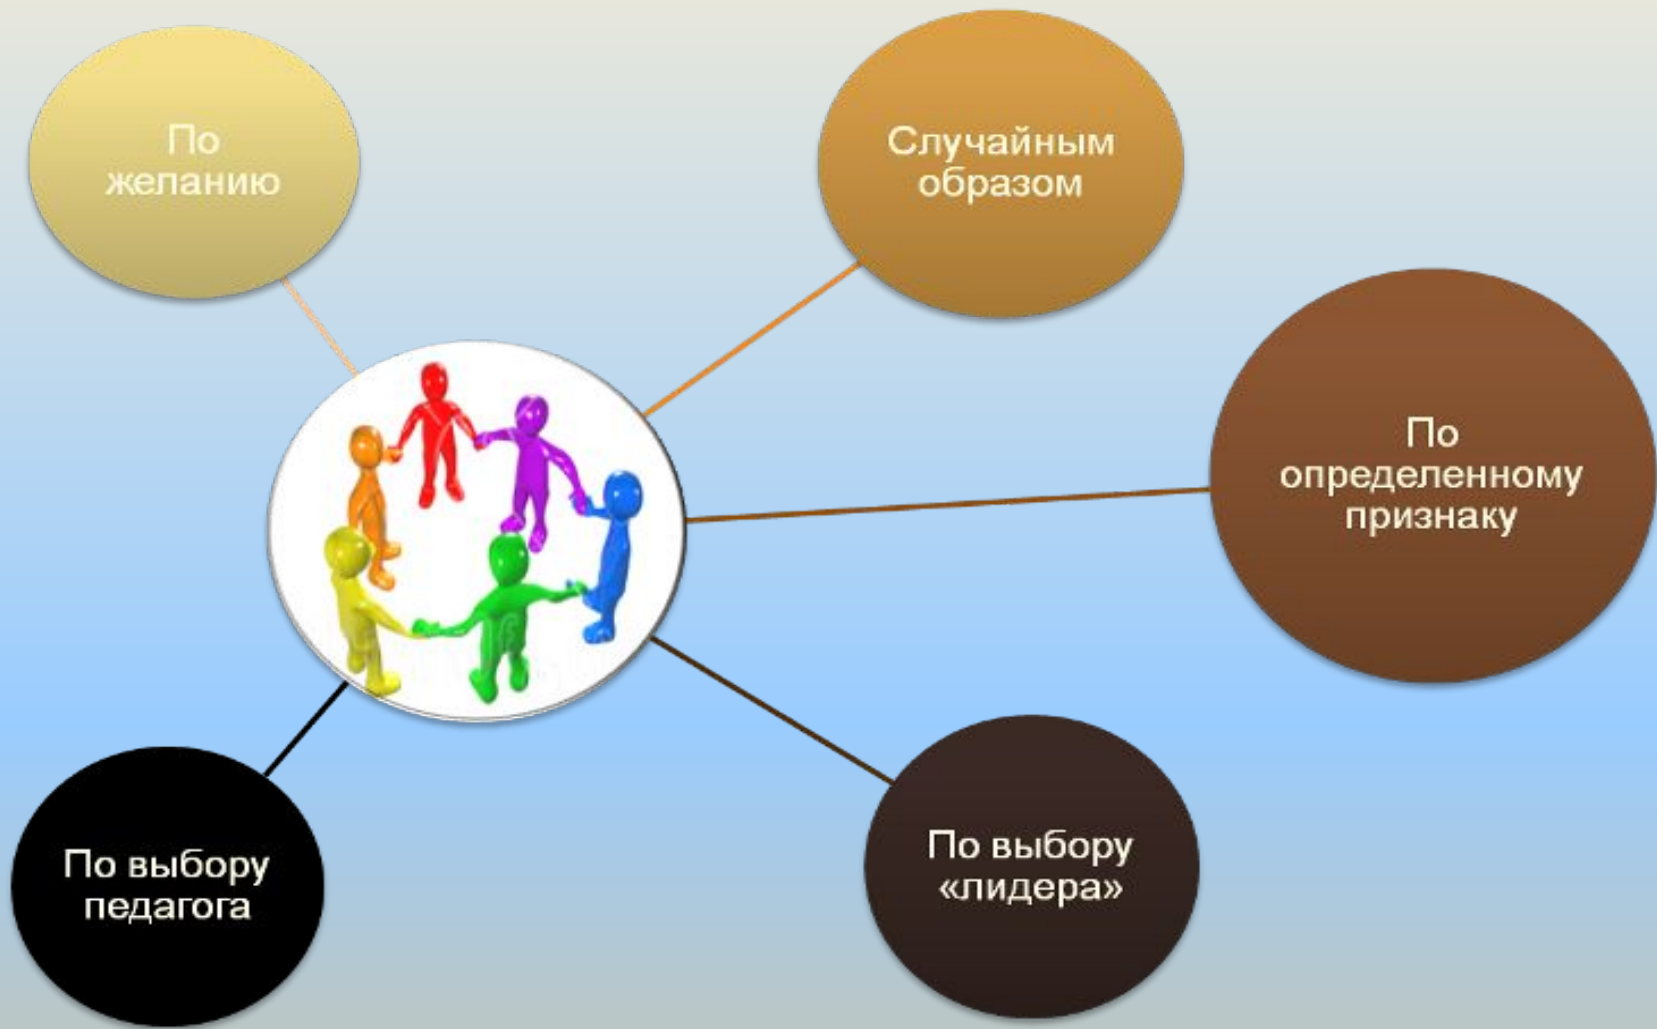 По
желанию
Случайным
образом
По
определенному
признаку
По выбору
«лидера»
По выбору
педагога